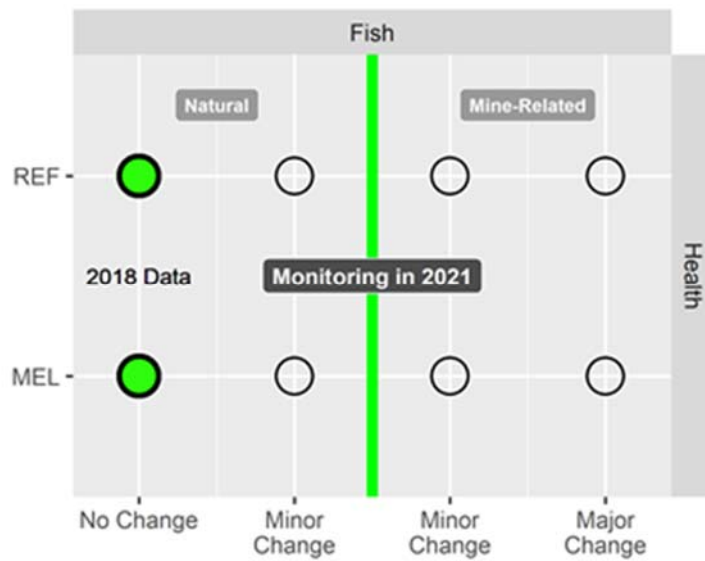 Fish
Natural
Mine-Related
REF
2018 Data
Monitoring in 2021
Health
MEL
No Change
Minor
Change
Minor
Change
Major
Change